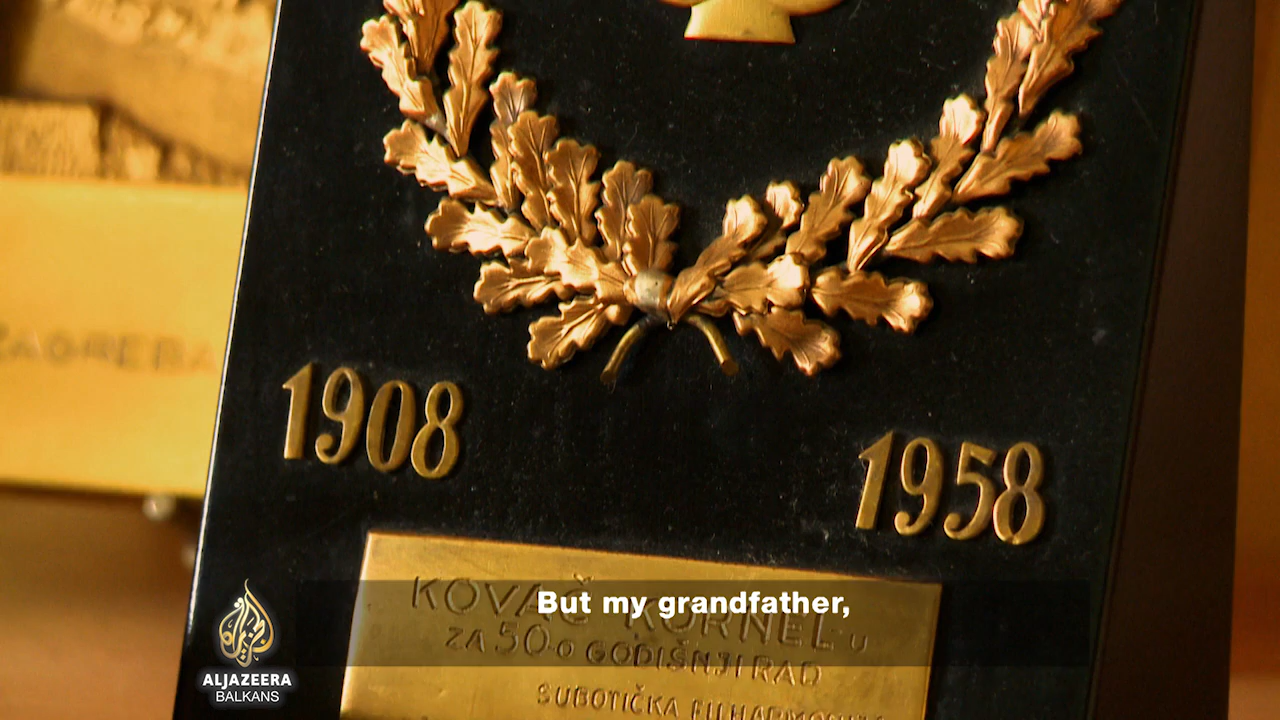 1908
1958
KOVAČ KORNEL u
ZA 50-o GODIŠNJI RAD
SUBOTIČKA FILHARMONIJA
But my grandfather,
ALJAZEERA
BALKANS